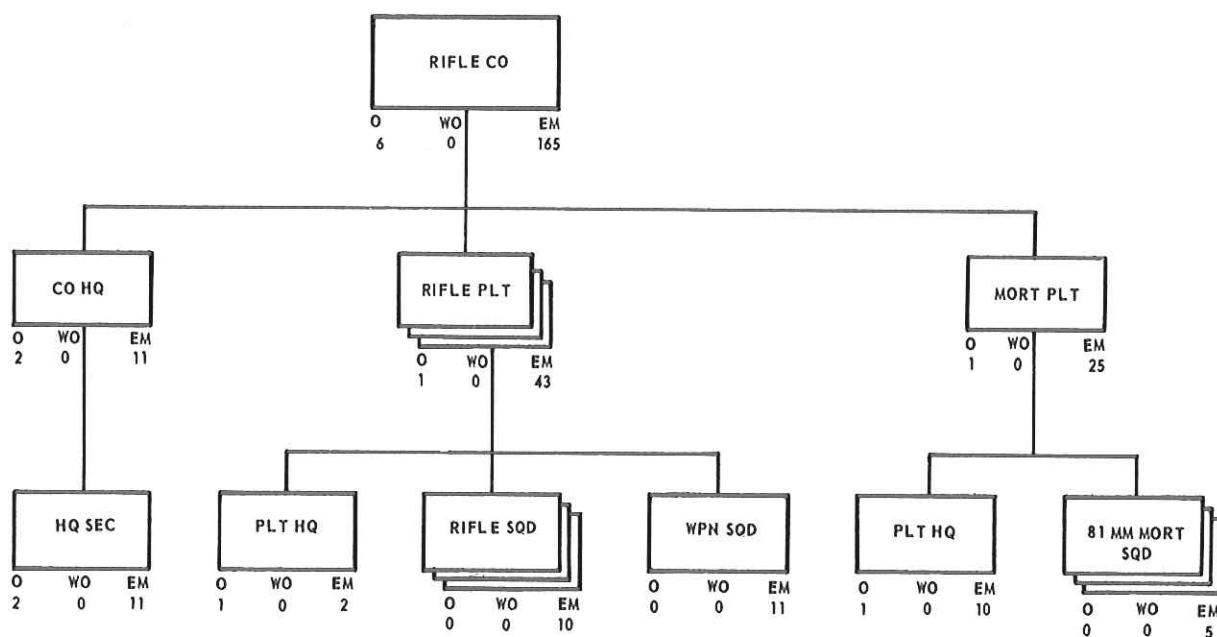 RIFLE CO
O WO EM
6 0 165
CO HQ
O WO EM
2 0 11
RIFLE PLT
O WO EM
1 0 43
MORT PLT
O WO EM
1 0 25
HQ SEC
O WO EM
2 0 11
PLT HQ
O WO EM
1 0 2
RIFLE SQD
O WO EM
0 0 10
WPN SQD
O WO EM
0 0 11
PLT HQ
O WO EM
1 0 10
81 MM MORT
SQD
O WO EM
0 0 5